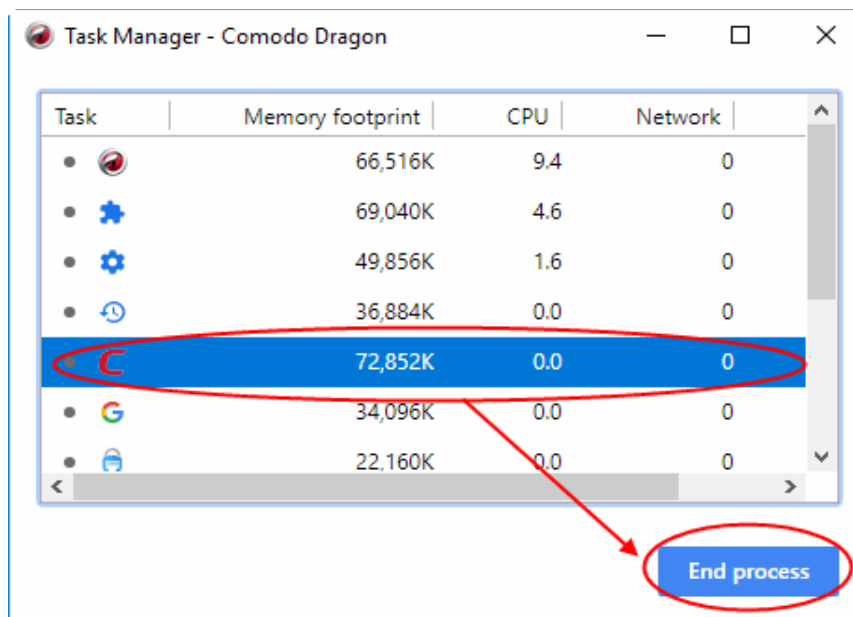 Task Manager - Comodo Dragon
Task Memory footprint CPU Network
66,516K 9.4 0
69,040K 4.6 0
49,856K 1.6 0
36,884K 0.0 0
72,852K 0.0 0
34,096K 0.0 0
22,160K 0.0 0
End process